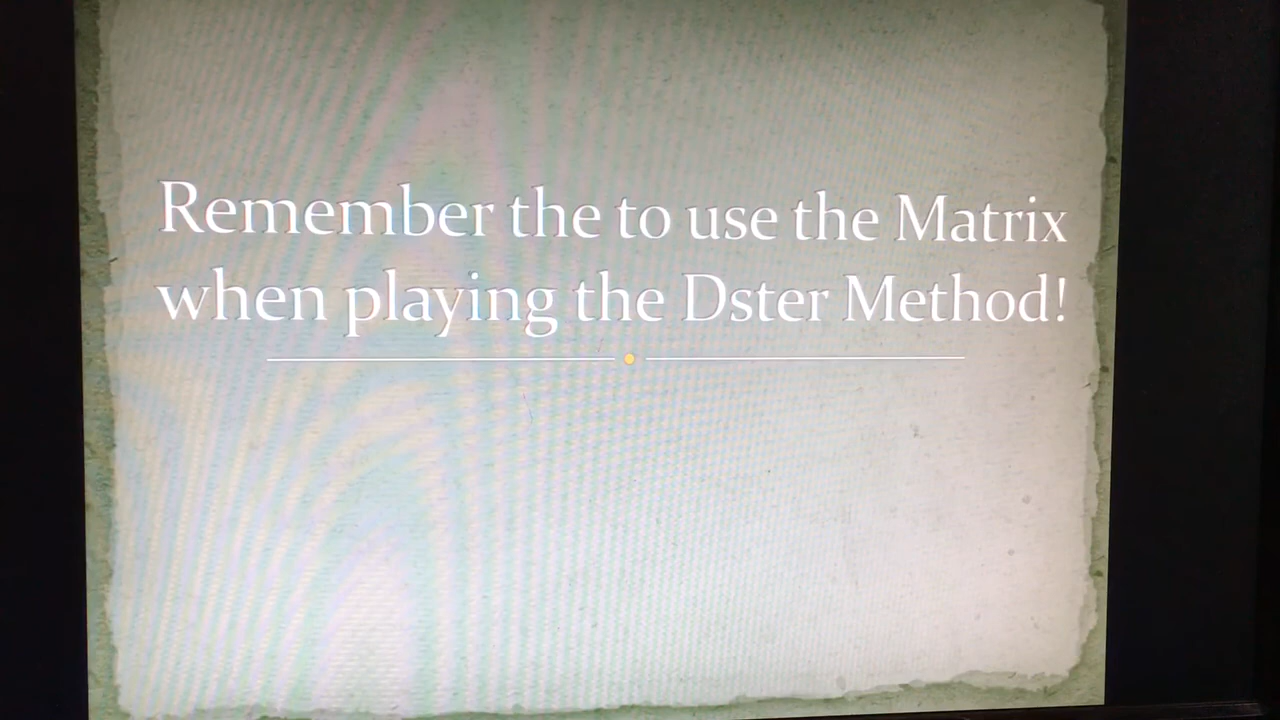 Remember the to use the Matrix
when playing the Dster Method!